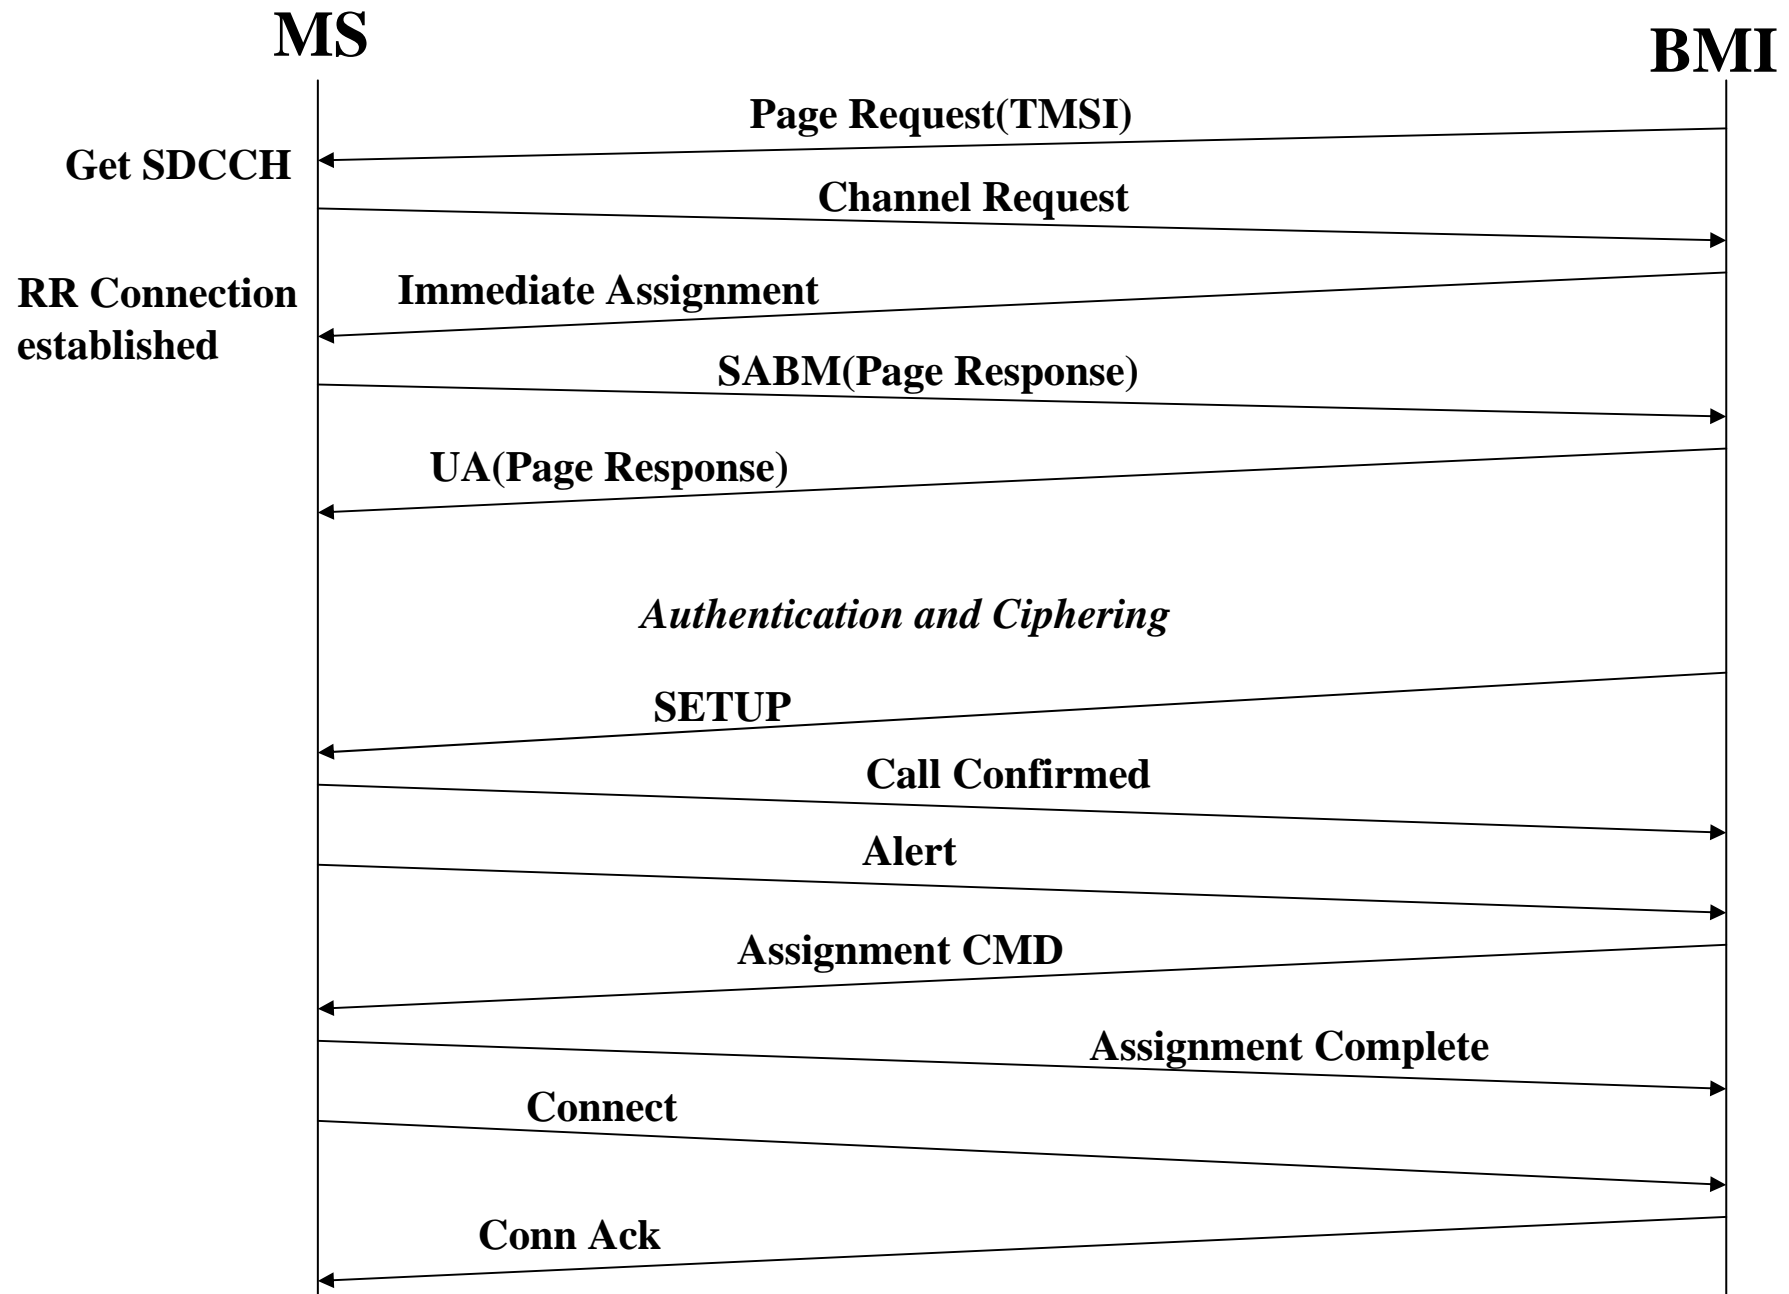 MS
BMI
Page Request(TMSI)
Get SDCCH
Channel Request
RR Connection
established
Immediate Assignment
SABM(Page Response)
UA(Page Response)
Authentication and Ciphering
SETUP
Call Confirmed
Alert
Assignment CMD
Assignment Complete
Connect
Conn Ack